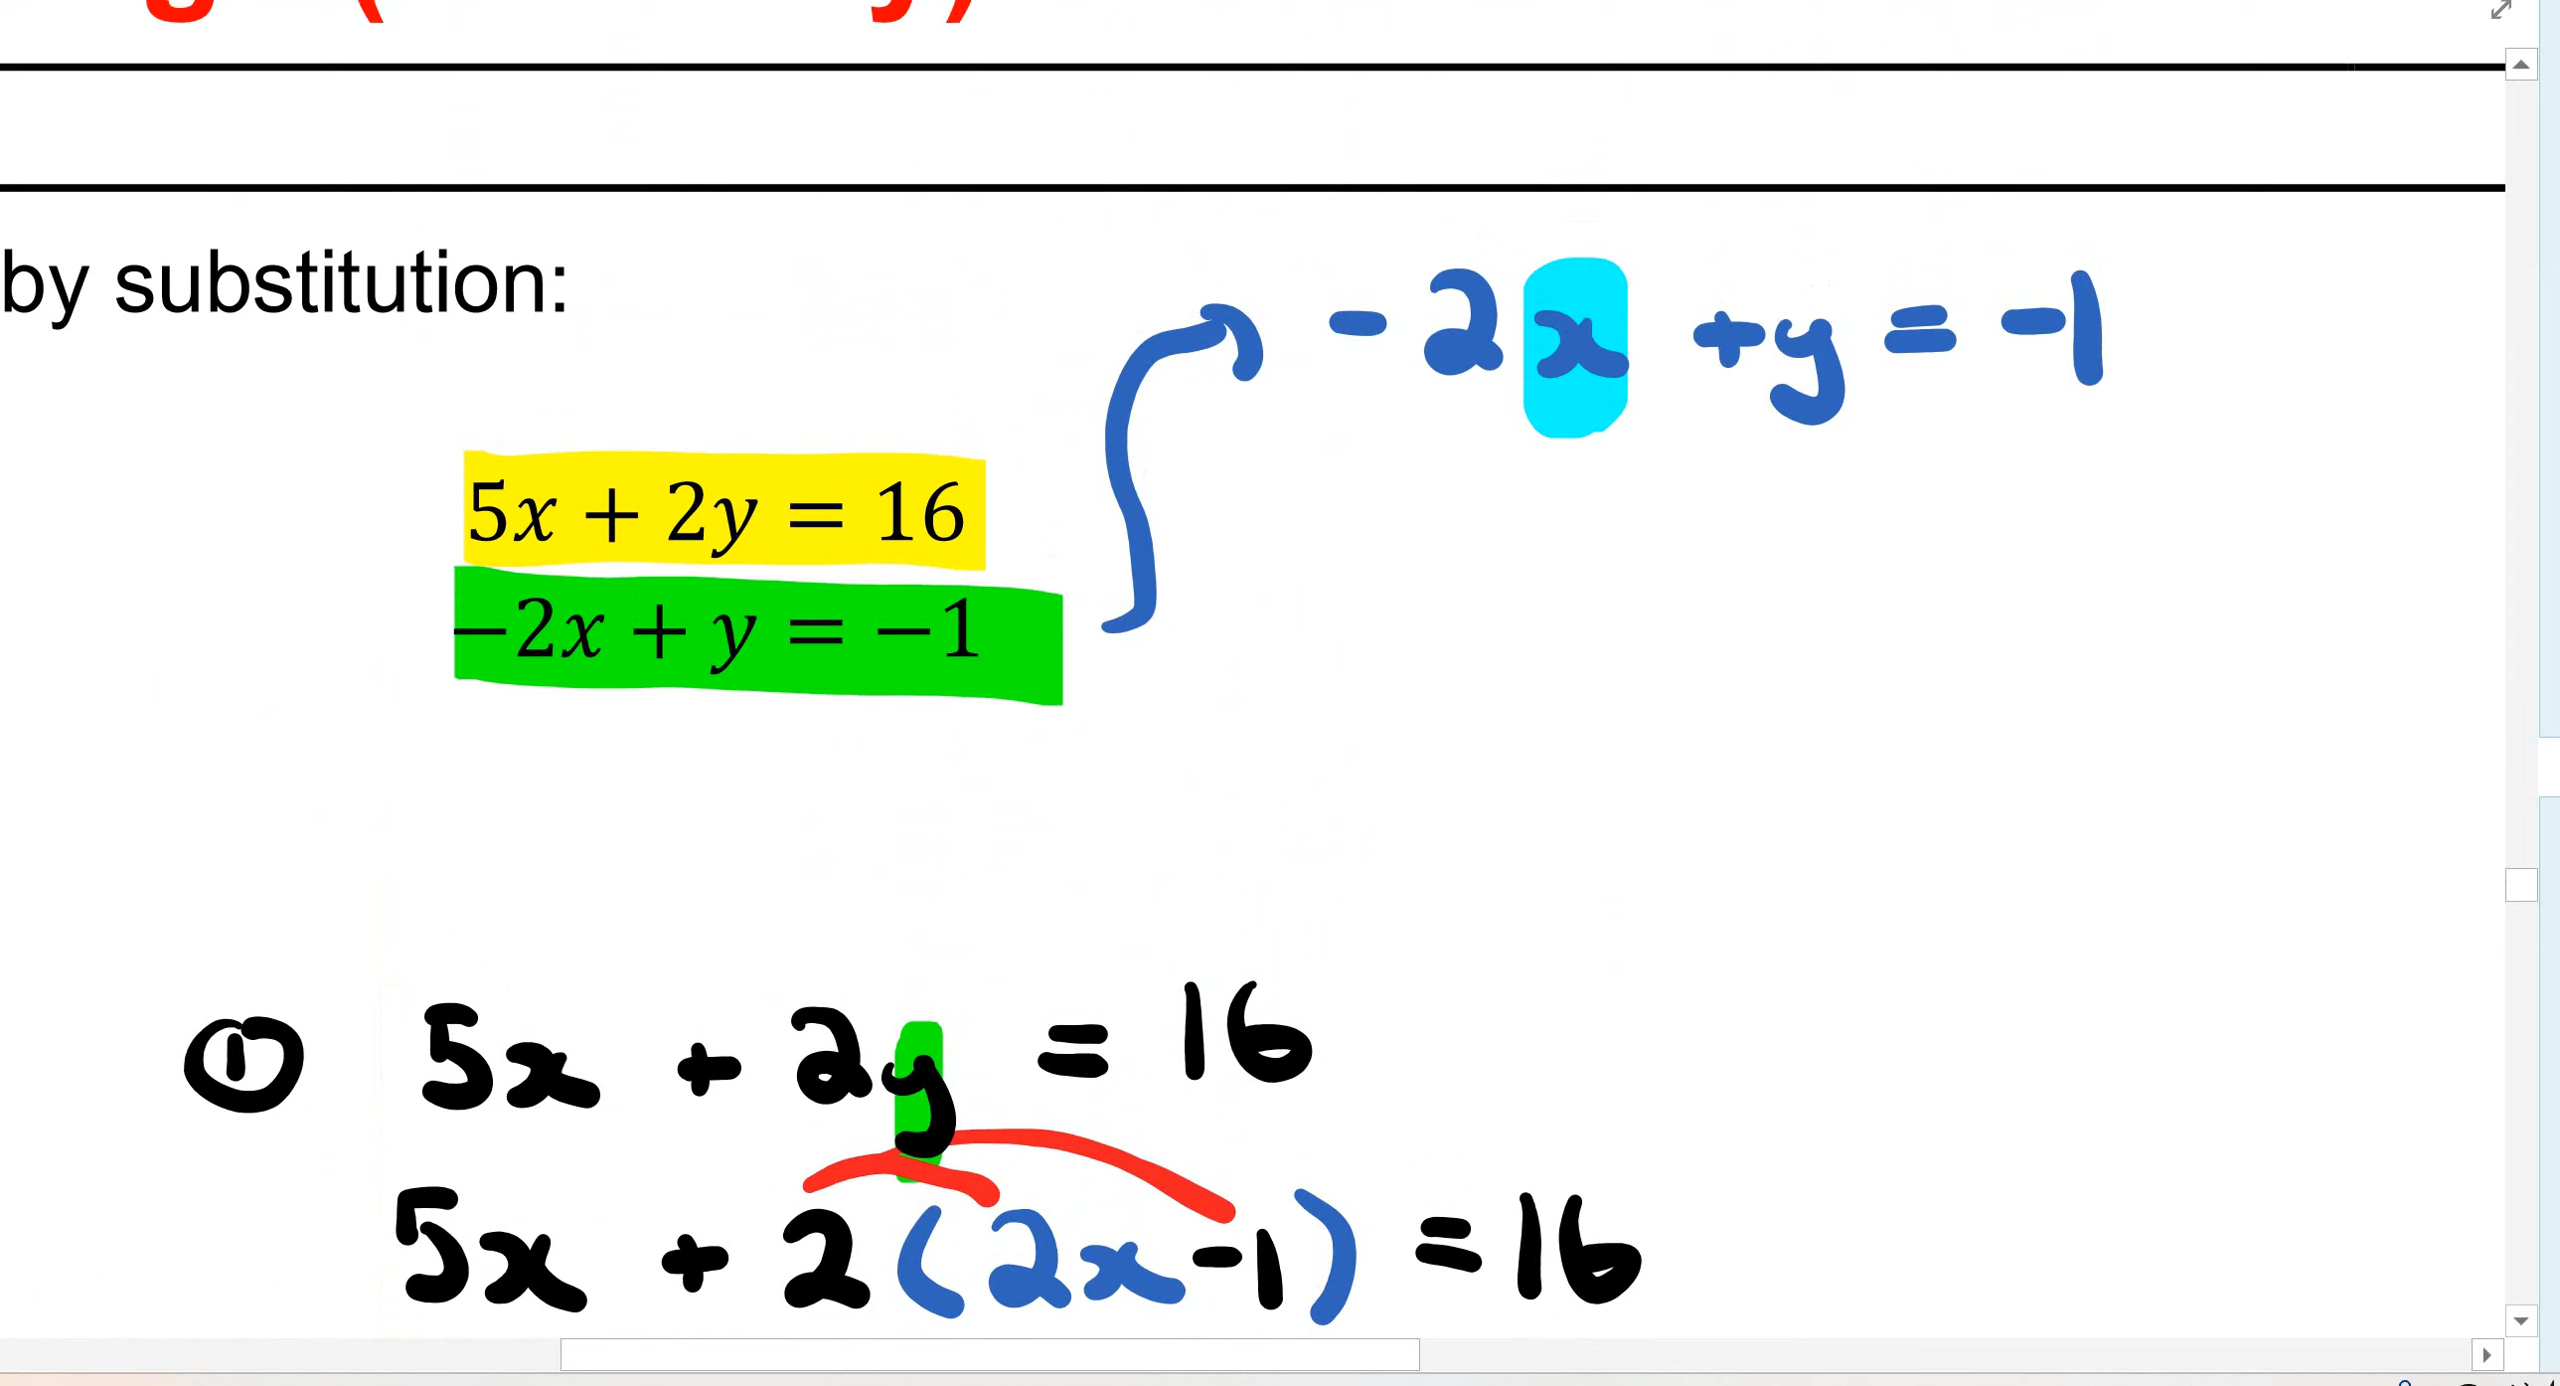 by substitution:
-2x +y = -1
5x + 2y = 16
−2x + y = −1
① 5x + 2y = 16
5x + 2(2x-1) = 16